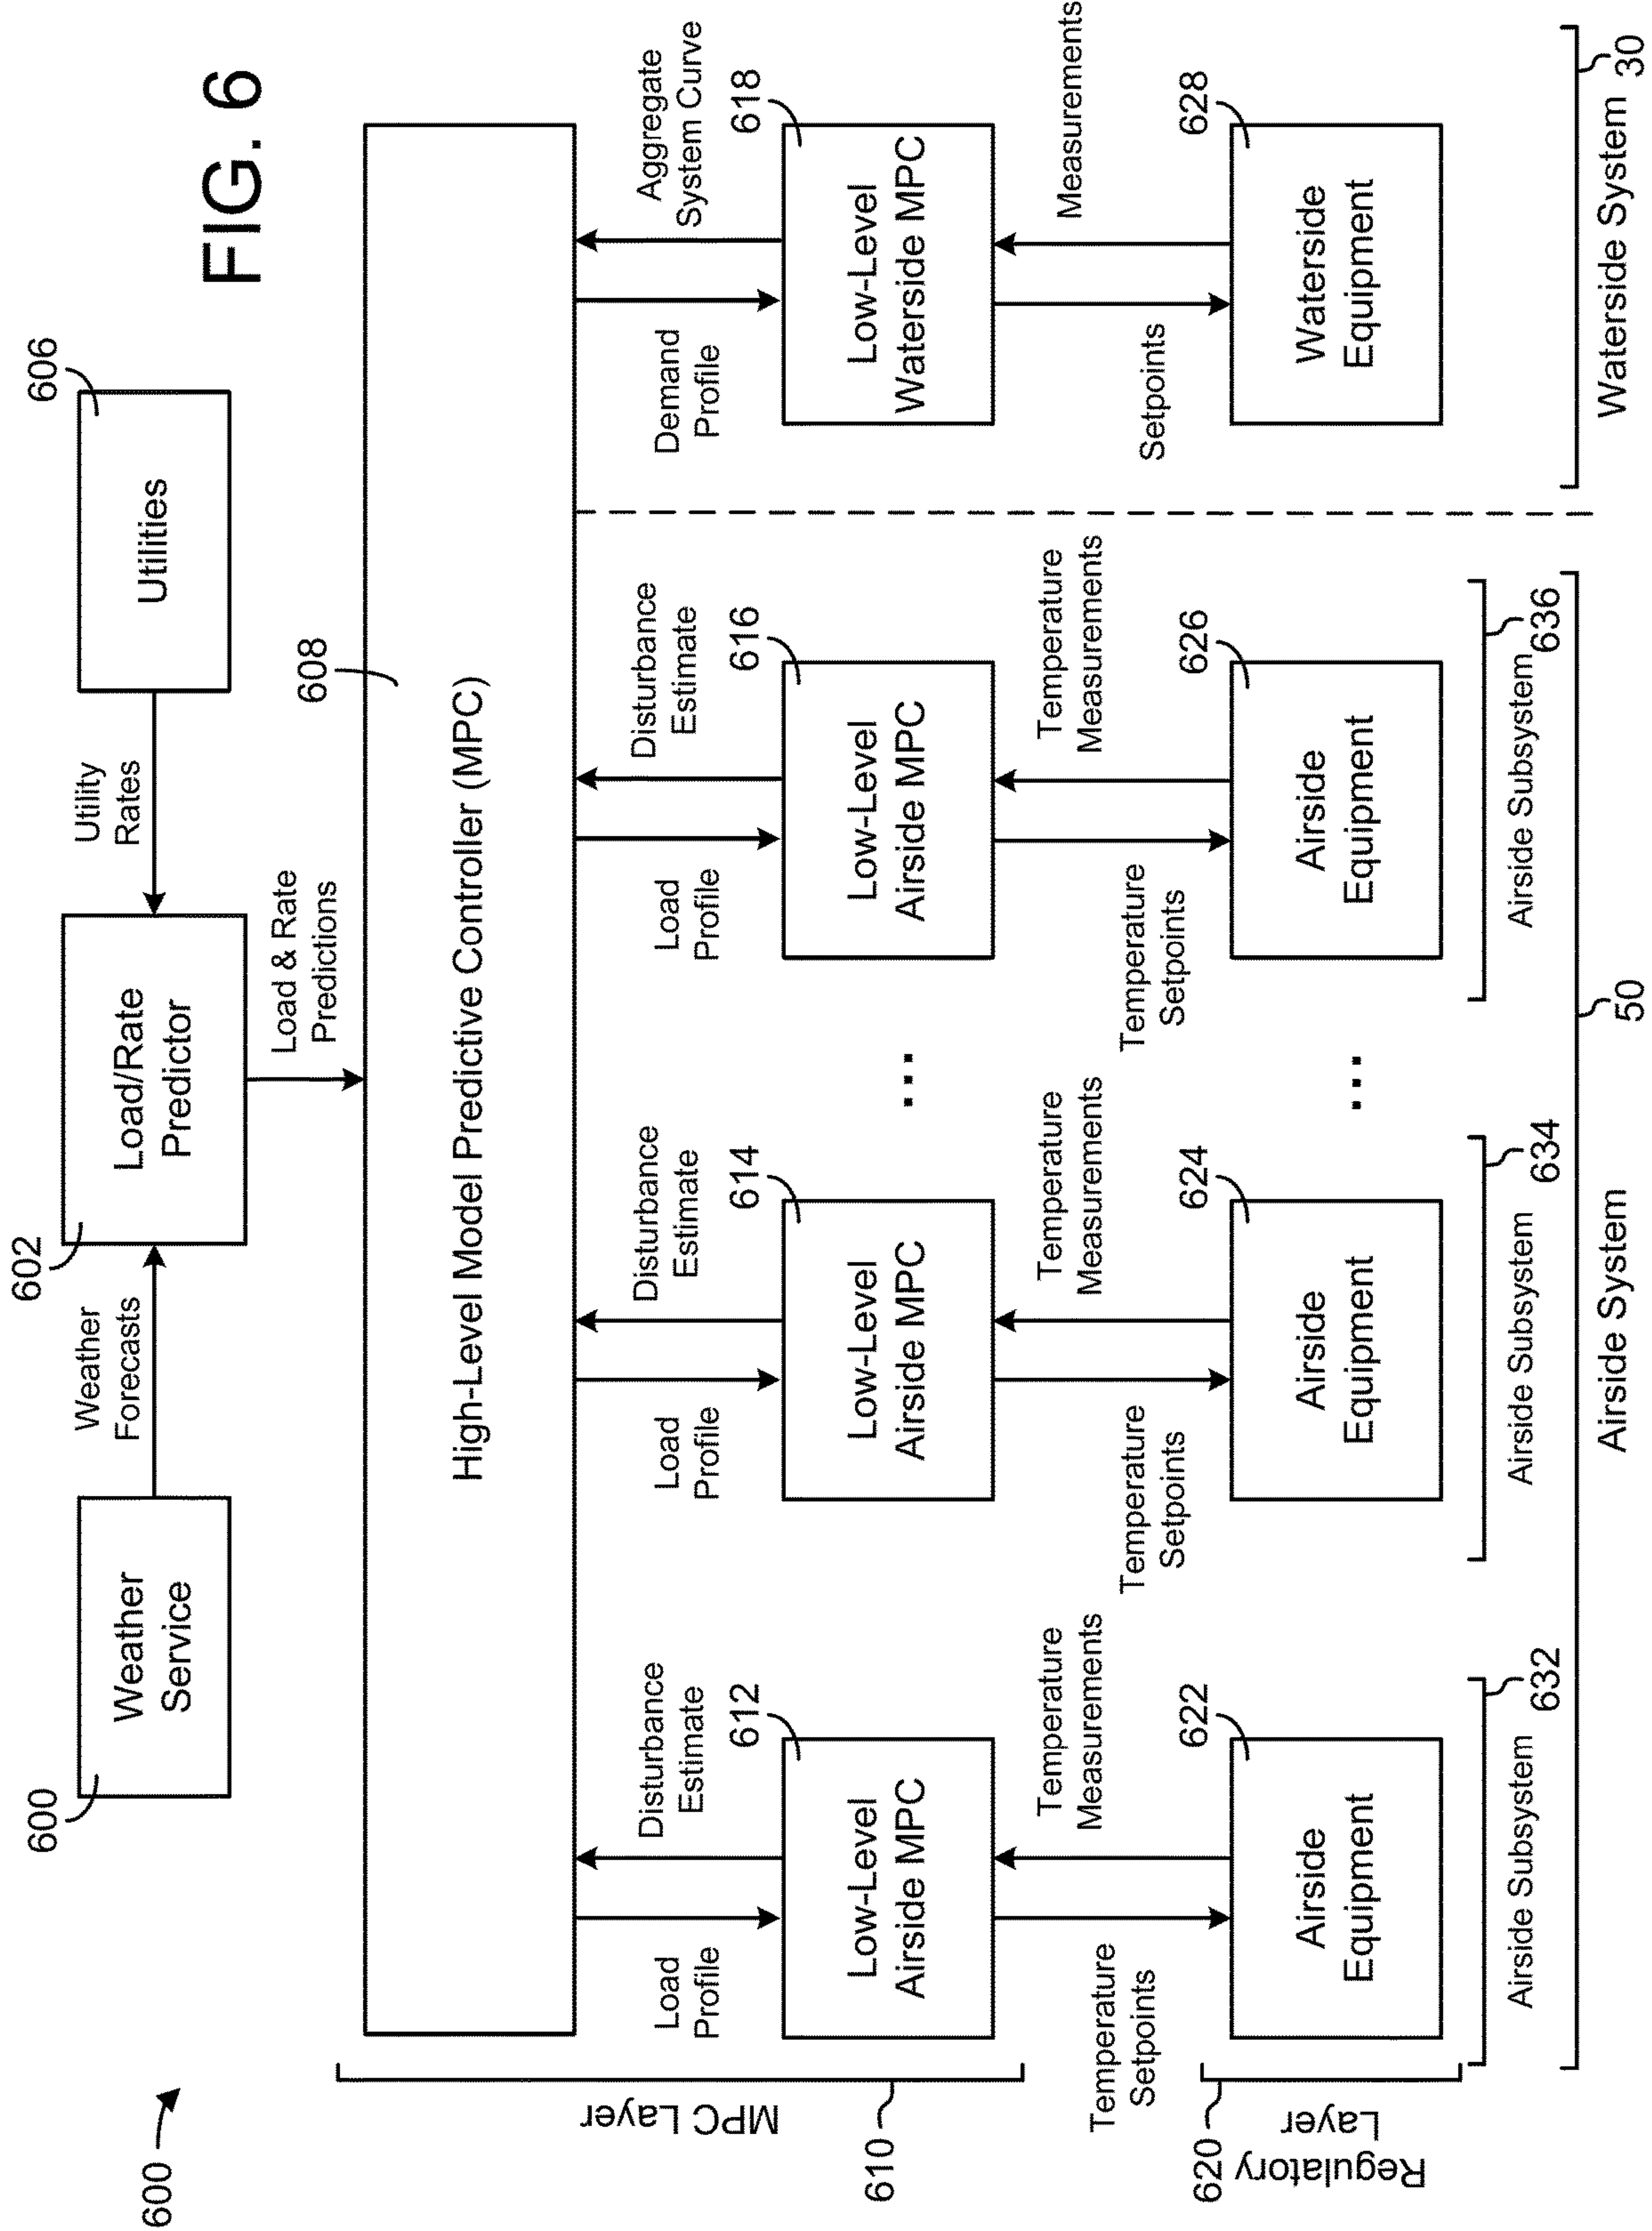 FIG. 6
600
600
Weather
Service
Weather
Forecasts
602
Load/Rate
Predictor
Utility
Rates
606
Utilities
Load & Rate
Predictions
608
High-Level Model Predictive Controller (MPC)
MPC Layer
610
Load
Profile
Disturbance
Estimate
Load
Profile
Disturbance
Estimate
Load
Profile
Disturbance
Estimate
Demand
Profile
Aggregate
System Curve
612
Low-Level
Airside MPC
614
Low-Level
Airside MPC
...
616
Low-Level
Airside MPC
618
Low-Level
Waterside MPC
Temperature
Setpoints
Temperature
Measurements
Temperature
Setpoints
Temperature
Measurements
Temperature
Setpoints
Temperature
Measurements
Setpoints
Measurements
620
Regulatory
Layer
622
Airside
Equipment
624
Airside
Equipment
...
626
Airside
Equipment
628
Waterside
Equipment
Airside Subsystem
632
Airside Subsystem
634
Airside Subsystem
636
Airside System
50
Waterside System
30